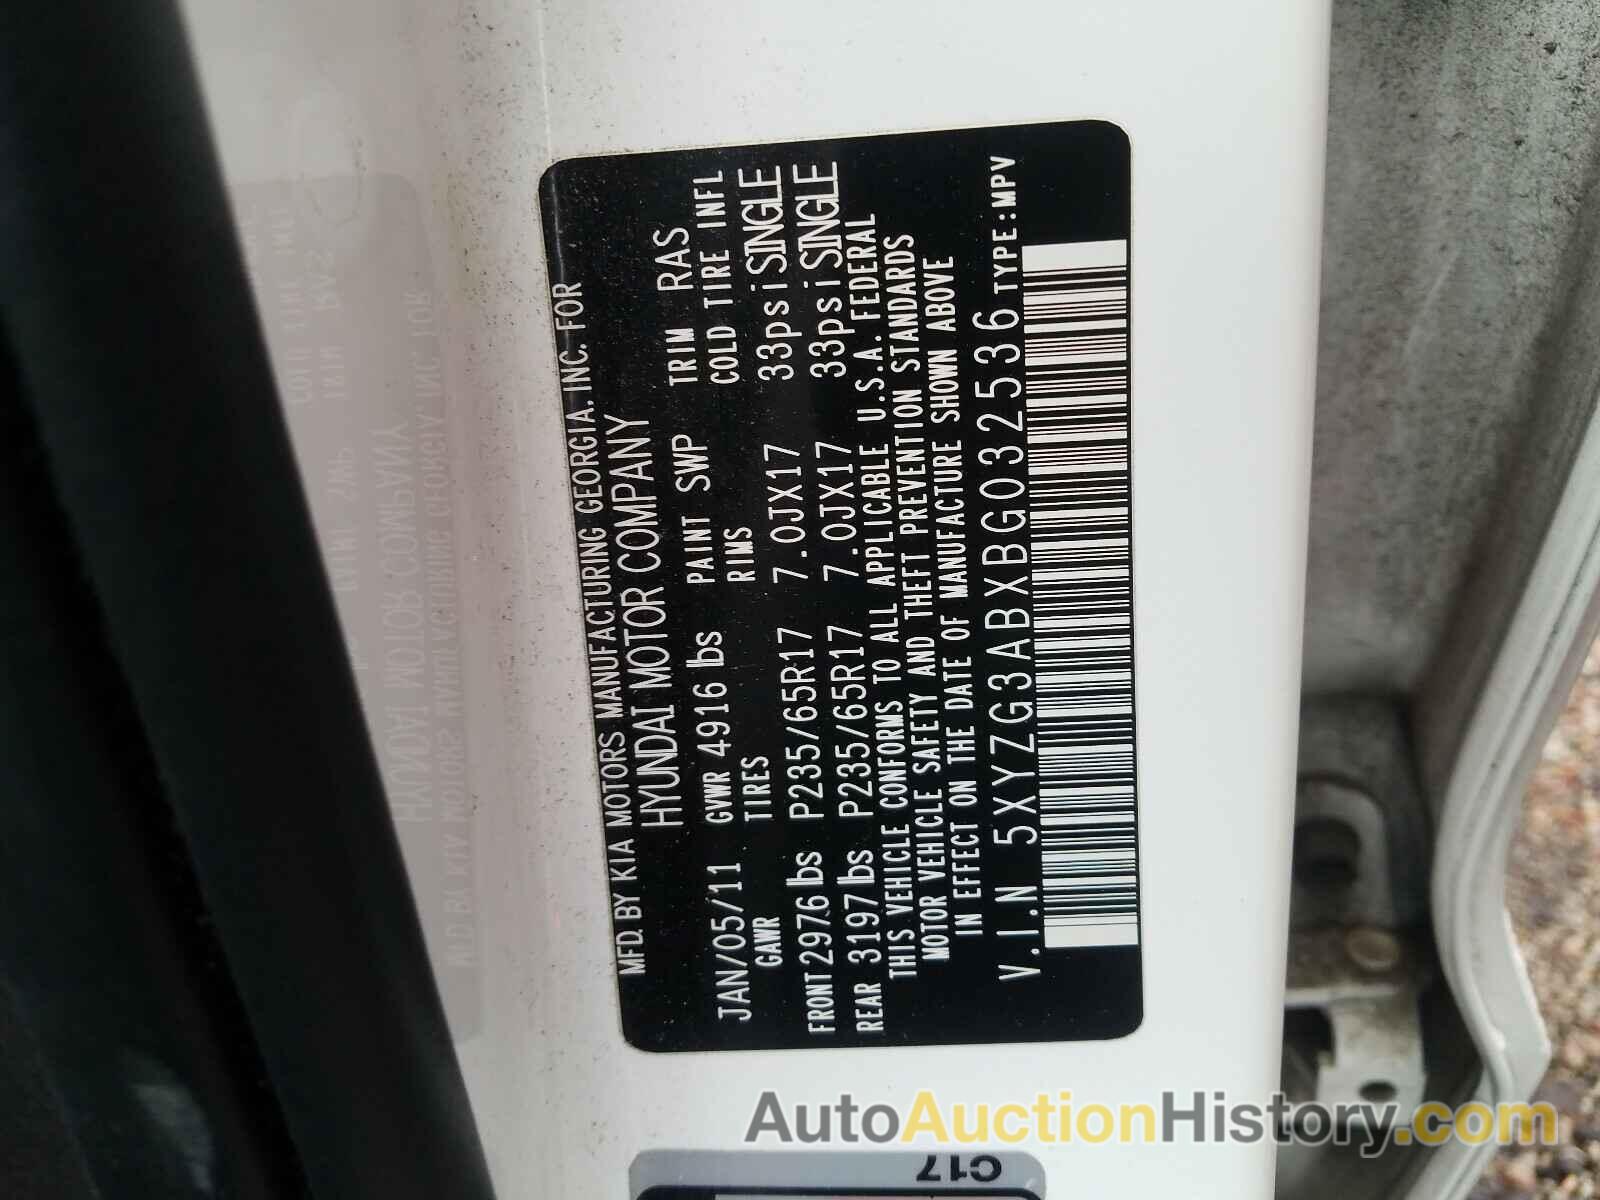 MFD. BY KIA MOTORS MANUFACTURING GEORGIA, INC. FOR
HYUNDAI MOTOR COMPANY
JAN/05/11 GVWR 4916 lbs PAINT SWP TRIM RAS
GAWR TIRES RIMS COLD TIRE INFL
FRONT 2976 lbs P235/65R17 7.0JX17 33psi SINGLE
REAR 3197 lbs P235/65R17 7.0JX17 33psi SINGLE
THIS VEHICLE CONFORMS TO ALL APPLICABLE U.S.A. FEDERAL
MOTOR VEHICLE SAFETY AND THEFT PREVENTION STANDARDS
IN EFFECT ON THE DATE OF MANUFACTURE SHOWN ABOVE
V.I.N 5XYZG3ABXBG032536 TYPE:MPV
C17
AutoAuctionHistory.com